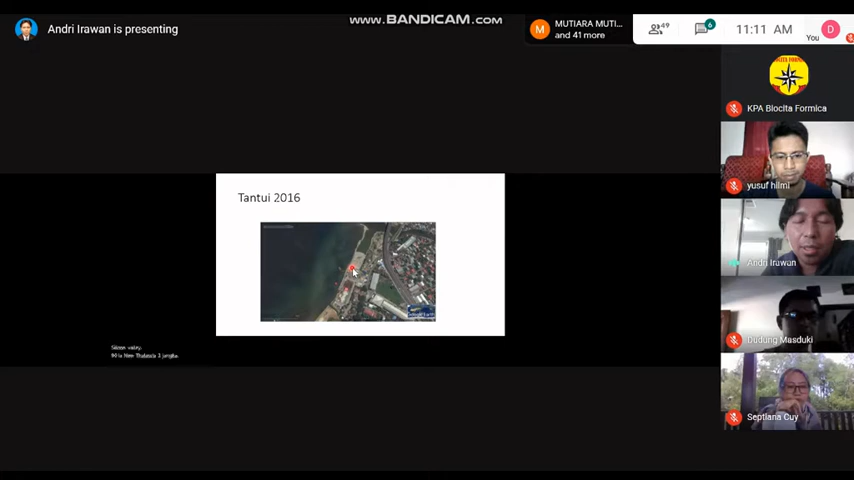 WWW.BANDICAM.COM
Andri Irawan is presenting
MUTIARA MUTI...
and 41 more
49
6
11:11 AM
You
D
M
KPA Biocita Formica
yusuf hilmi
Andri Irawan
Dudung Masduki
Septiana Cuy
Tantui 2016